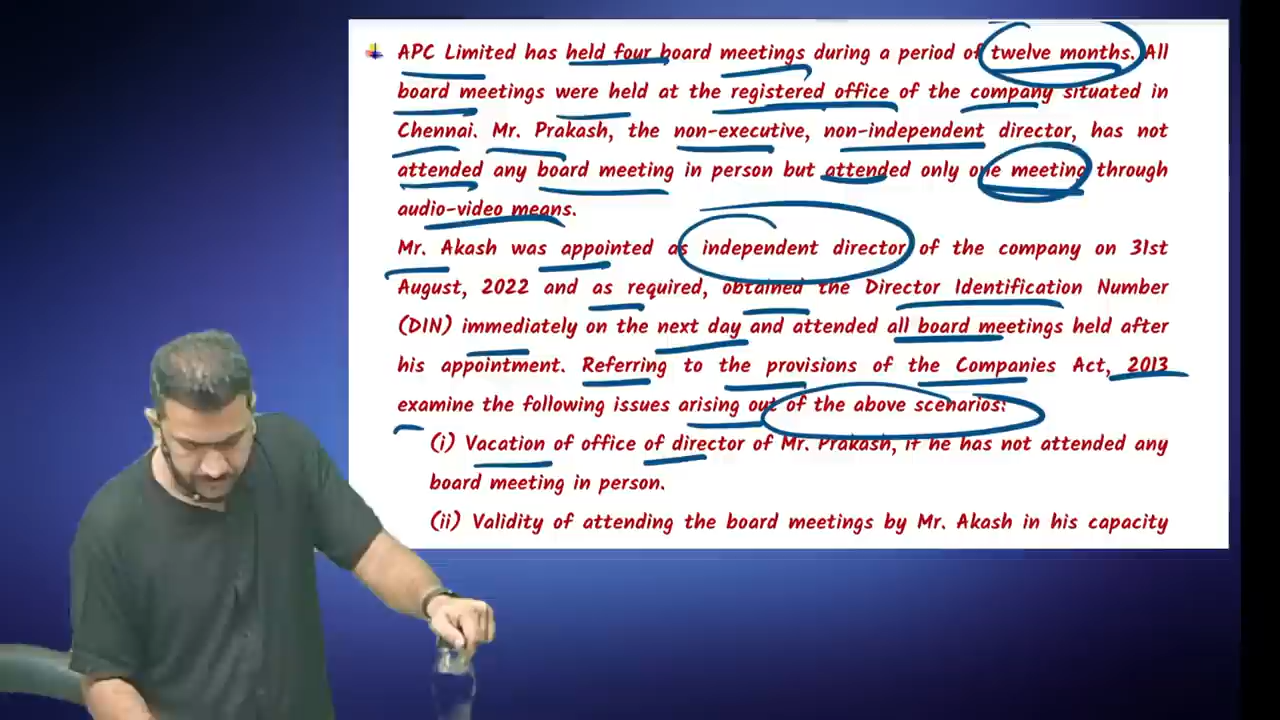 APC Limited has held four board meetings during a period of twelve months. All
board meetings were held at the registered office of the company situated in
Chennai. Mr. Prakash, the non-executive, non-independent director, has not
attended any board meeting in person but attended only one meeting through
audio-video means.
Mr. Akash was appointed as independent director of the company on 31st
August, 2022 and as required, obtained the Director Identification Number
(DIN) immediately on the next day and attended all board meetings held after
his appointment. Referring to the provisions of the Companies Act, 2013
examine the following issues arising out of the above scenarios:
(i) Vacation of office of director of Mr. Prakash, if he has not attended any
board meeting in person.
(ii) Validity of attending the board meetings by Mr. Akash in his capacity